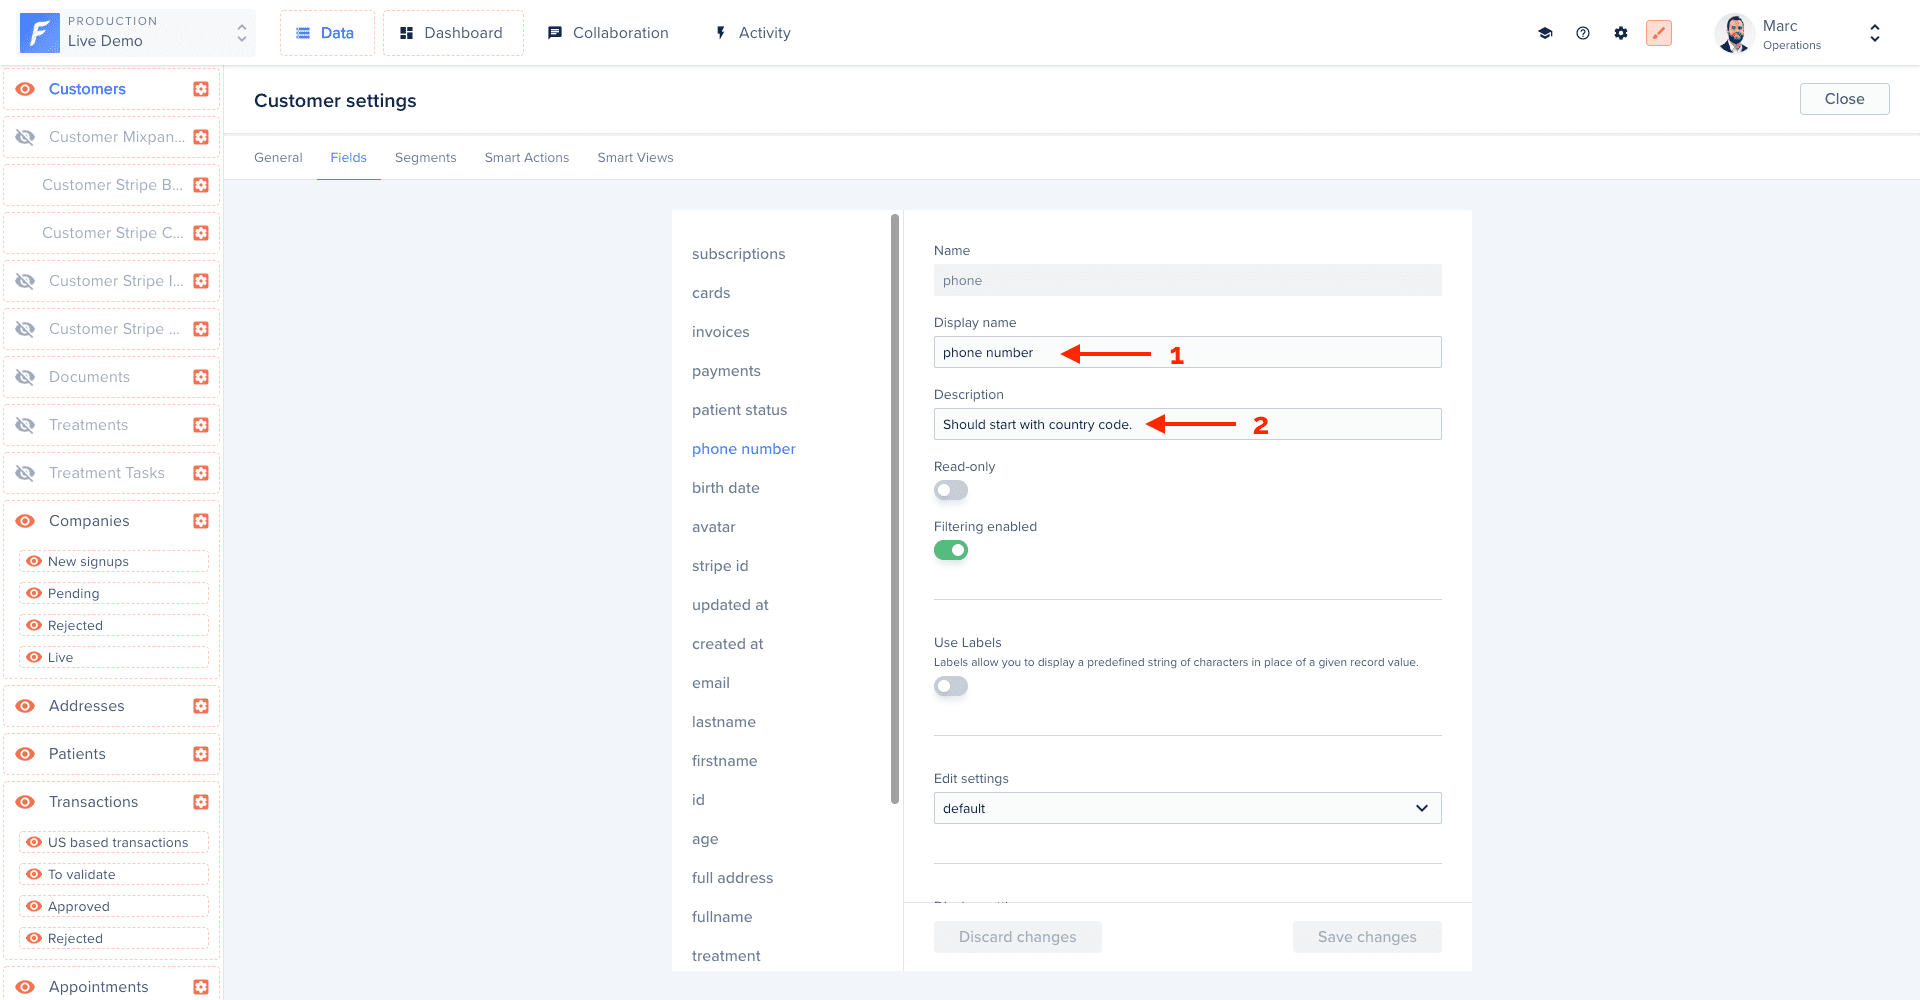 PRODUCTION
Live Demo
Data
Dashboard
Collaboration
Activity
Marc
Operations
Customers
Customer Mixpan...
Customer Stripe B...
Customer Stripe C...
Customer Stripe I...
Customer Stripe ...
Documents
Treatments
Treatment Tasks
Companies
New signups
Pending
Rejected
Live
Addresses
Patients
Transactions
US based transactions
To validate
Approved
Rejected
Appointments
Customer settings
Close
General
Fields
Segments
Smart Actions
Smart Views
subscriptions
cards
invoices
payments
patient status
phone number
birth date
avatar
stripe id
updated at
created at
email
lastname
firstname
id
age
full address
fullname
treatment
Name
phone
Display name
phone number
1
Description
Should start with country code.
2
Read-only
Filtering enabled
Use Labels
Labels allow you to display a predefined string of characters in place of a given record value.
Edit settings
default
Discard changes
Save changes